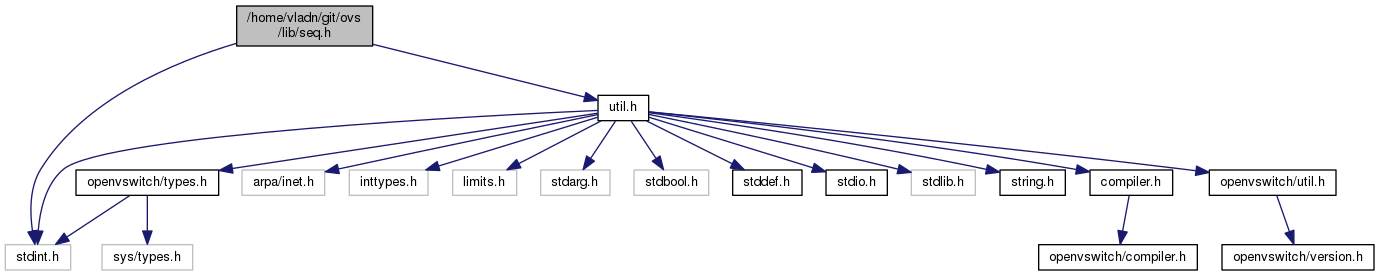 /home/vladn/git/ovs
/lib/seq.h
util.h
openvswitch/types.h
arpa/inet.h
inttypes.h
limits.h
stdarg.h
stdbool.h
stddef.h
stdio.h
stdlib.h
string.h
compiler.h
openvswitch/util.h
stdint.h
sys/types.h
openvswitch/compiler.h
openvswitch/version.h